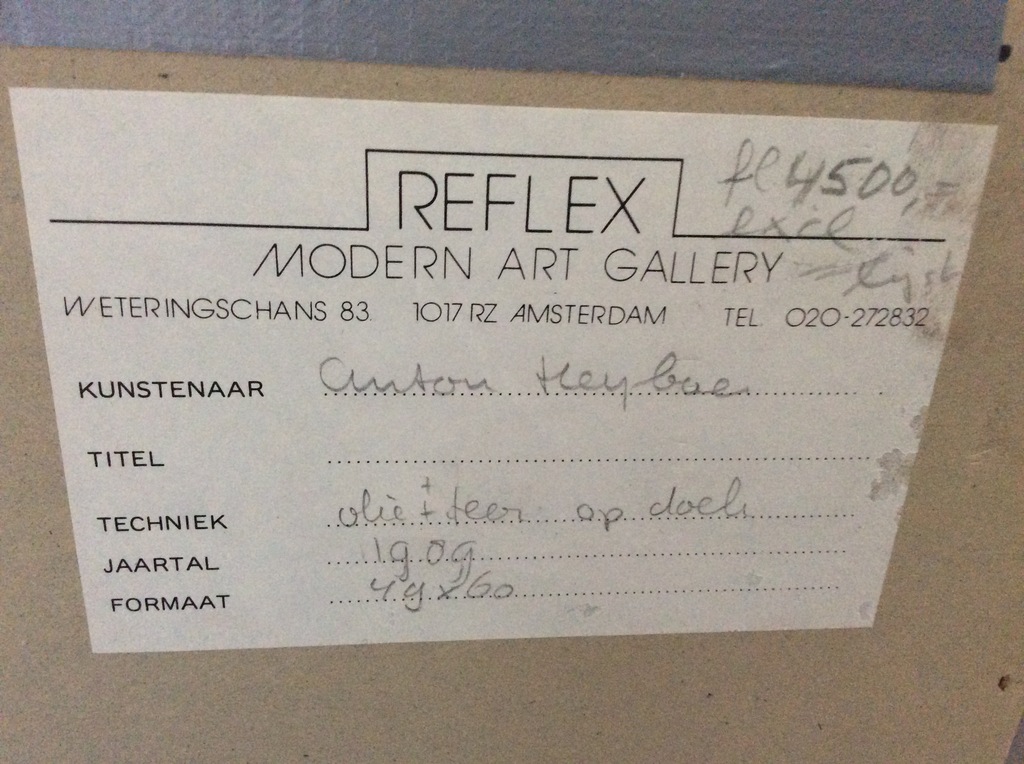 REFLEX
fl 4500,=
excl
lijst
MODERN ART GALLERY
WETERINGSCHANS 83 1017 RZ AMSTERDAM TEL. 020-272832
KUNSTENAAR Anton Heyboer
TITEL
TECHNIEK olie + teer op doek
JAARTAL 1989
FORMAAT 49 x 60